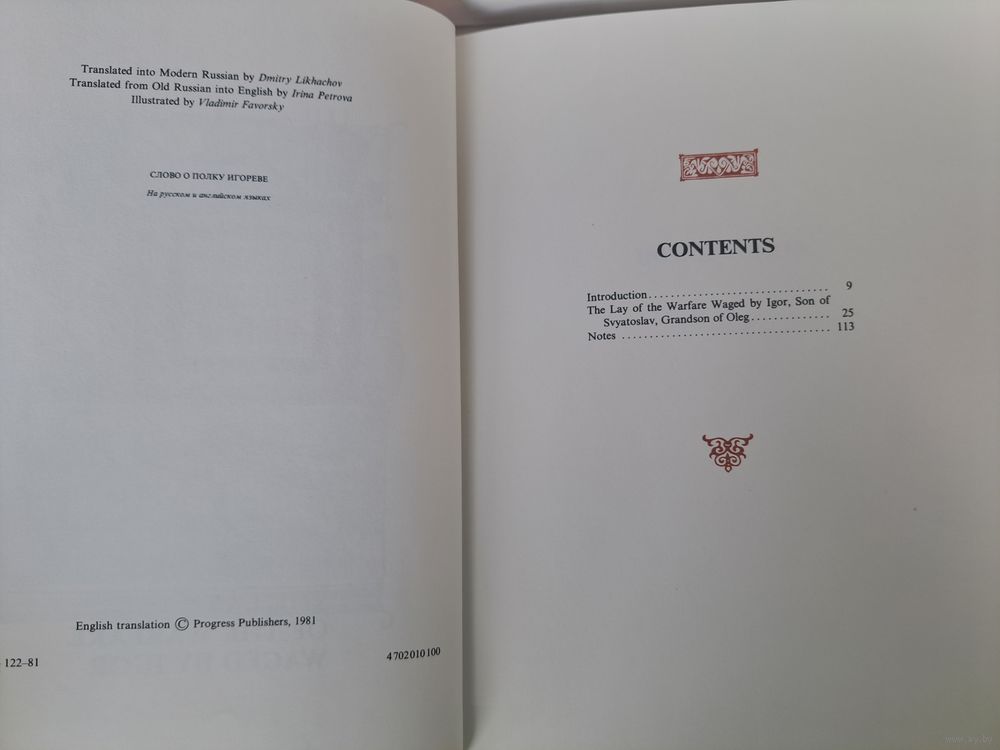 Translated into Modern Russian by Dmitry Likhachov
Translated from Old Russian into English by Irina Petrova
Illustrated by Vladimir Favorsky
СЛОВО О ПОЛКУ ИГОРЕВЕ
На русском и английском языках
English translation © Progress Publishers, 1981
122–81
4702010100
CONTENTS
Introduction. . . . . . . . . . . . . . . . . . . . . . . . . . . . . . . 9
The Lay of the Warfare Waged by Igor, Son of
Svyatoslav, Grandson of Oleg. . . . . . . . . . . . . . 25
Notes . . . . . . . . . . . . . . . . . . . . . . . . . . . . . . . . . . . 113